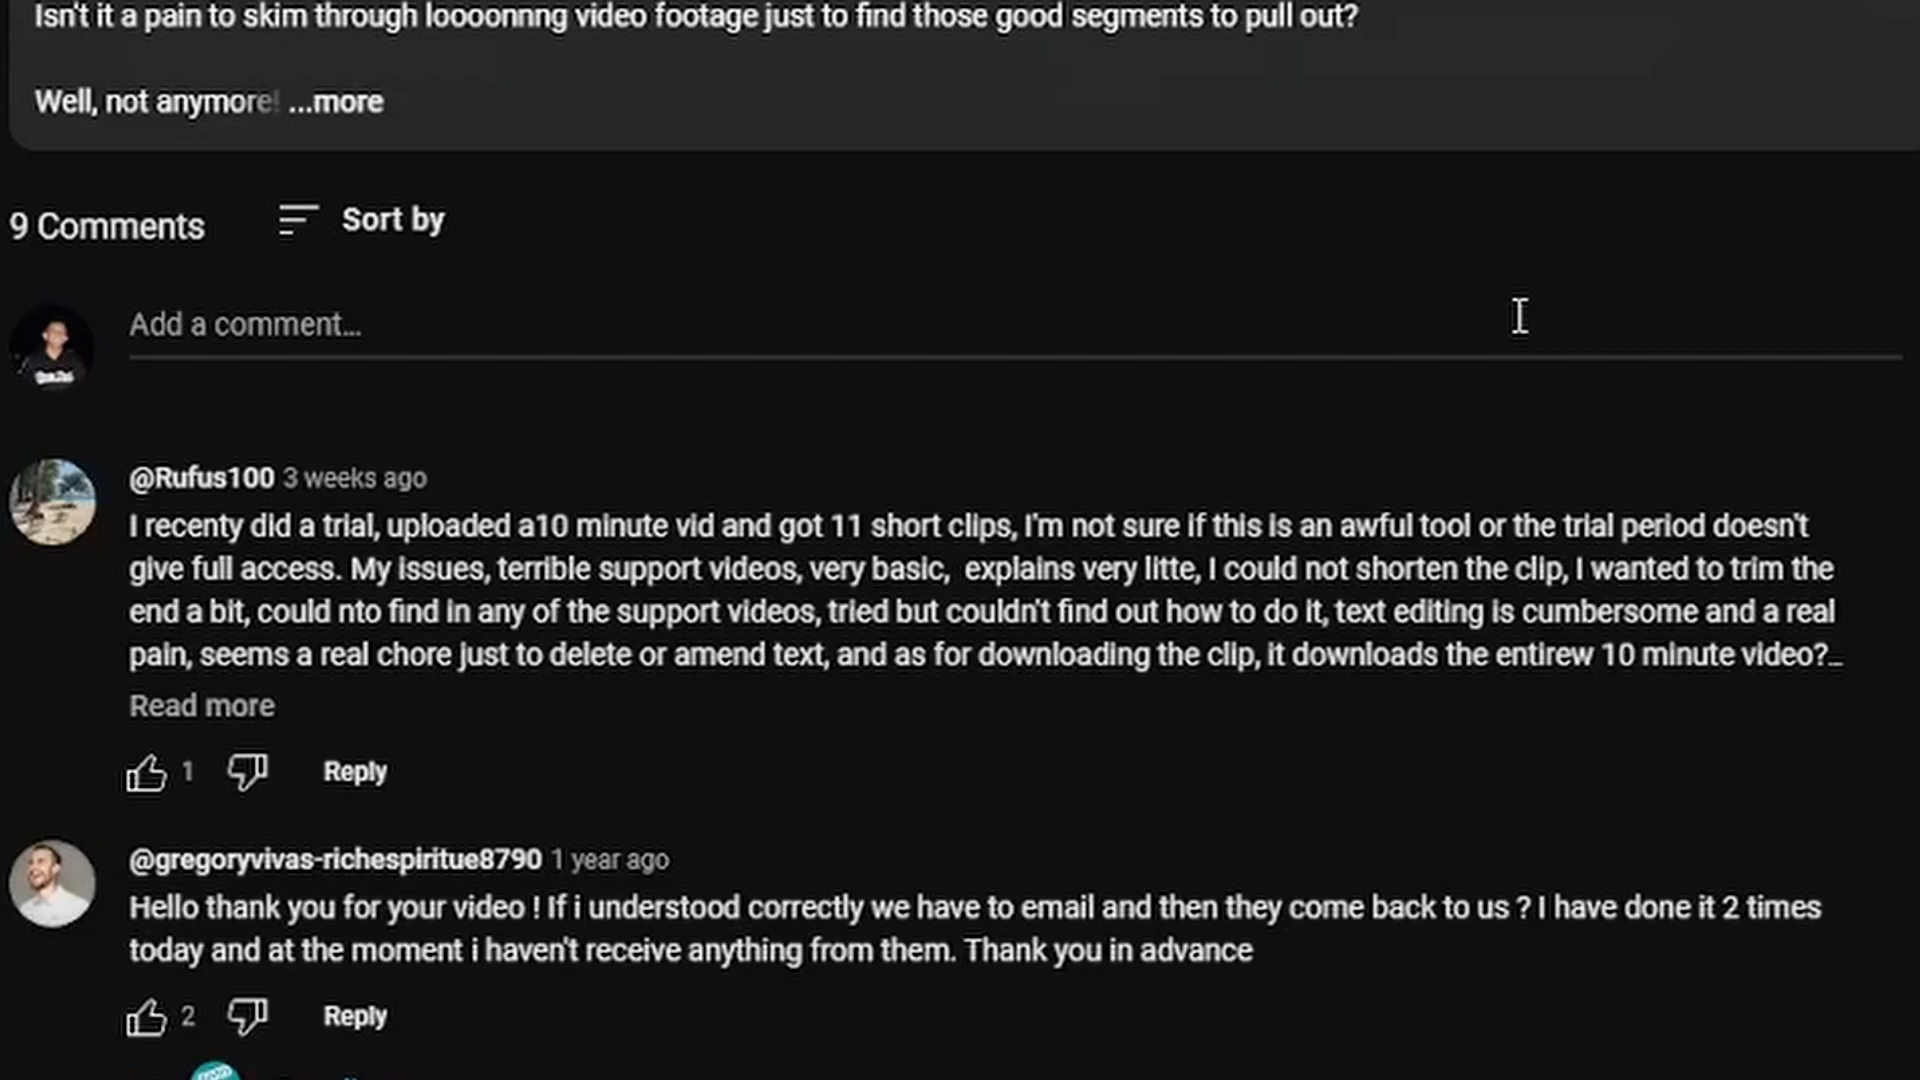 Isn't it a pain to skim through loooonnng video footage just to find those good segments to pull out?
Well, not anymore! ...more
9 Comments
Sort by
Add a comment...
@Rufus100 3 weeks ago
I recenty did a trial, uploaded a10 minute vid and got 11 short clips, I'm not sure if this is an awful tool or the trial period doesn't
give full access. My issues, terrible support videos, very basic,  explains very litte, I could not shorten the clip, I wanted to trim the
end a bit, could nto find in any of the support videos, tried but couldn't find out how to do it, text editing is cumbersome and a real
pain, seems a real chore just to delete or amend text, and as for downloading the clip, it downloads the entirew 10 minute video?...
Read more
1
Reply
@gregoryvivas-richespiritue8790 1 year ago
Hello thank you for your video ! If i understood correctly we have to email and then they come back to us ? I have done it 2 times
today and at the moment i haven't receive anything from them. Thank you in advance
2
Reply